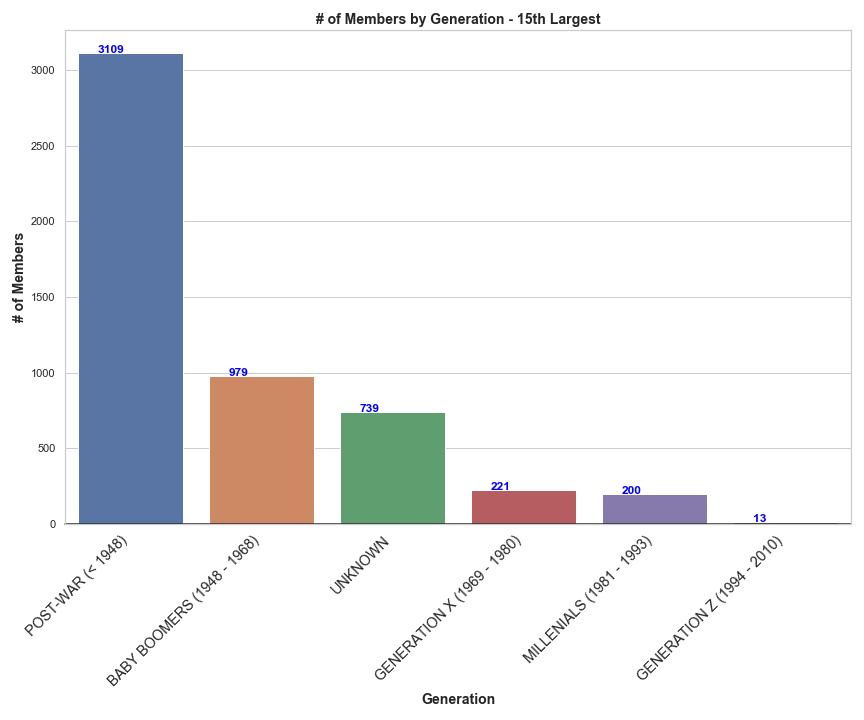 # of Members by Generation - 15th Largest
# of Members
3000
2500
2000
1500
1000
500
0
3109
979
739
221
200
13
POST-WAR (< 1948)
BABY BOOMERS (1948 - 1968)
UNKNOWN
GENERATION X (1969 - 1980)
MILLENIALS (1981 - 1993)
GENERATION Z (1994 - 2010)
Generation